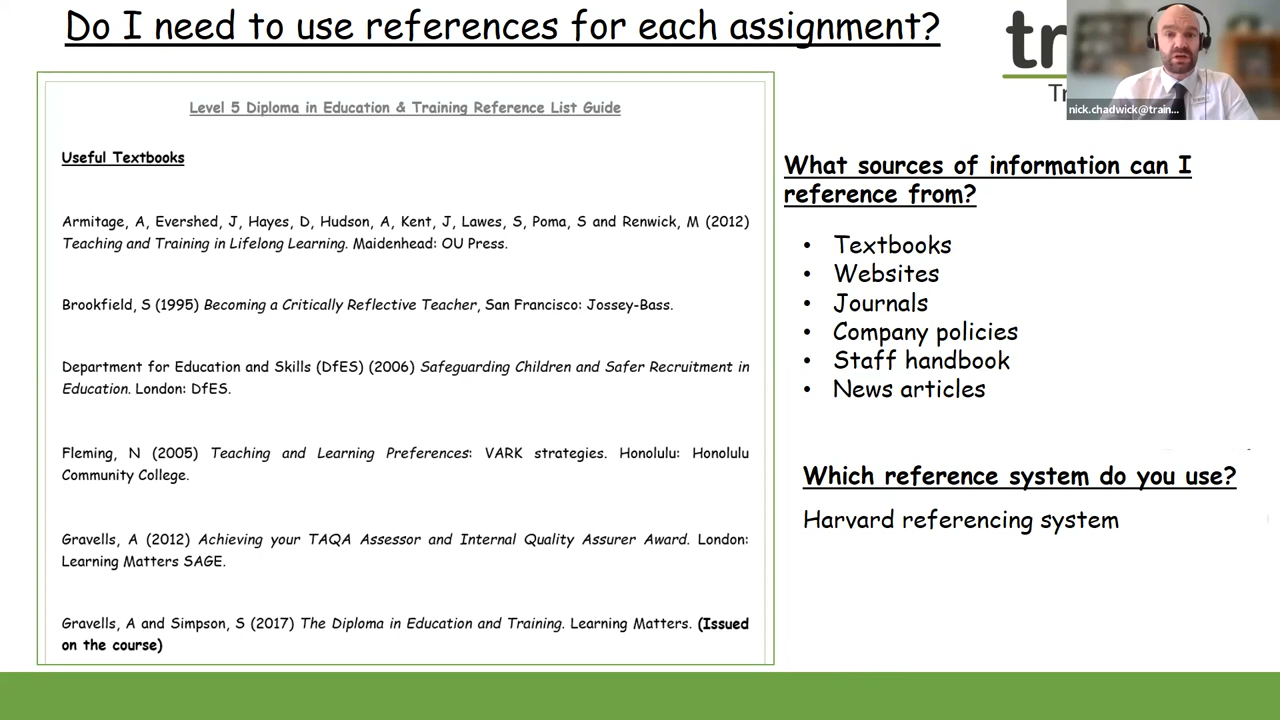 Do I need to use references for each assignment?
tr
Tr
nick.chadwick@train...
Level 5 Diploma in Education & Training Reference List Guide
Useful Textbooks
Armitage, A, Evershed, J, Hayes, D, Hudson, A, Kent, J, Lawes, S, Poma, S and Renwick, M (2012)
Teaching and Training in Lifelong Learning. Maidenhead: OU Press.
Brookfield, S (1995) Becoming a Critically Reflective Teacher, San Francisco: Jossey-Bass.
Department for Education and Skills (DfES) (2006) Safeguarding Children and Safer Recruitment in
Education. London: DfES.
Fleming, N (2005) Teaching and Learning Preferences: VARK strategies. Honolulu: Honolulu
Community College.
Gravells, A (2012) Achieving your TAQA Assessor and Internal Quality Assurer Award. London:
Learning Matters SAGE.
Gravells, A and Simpson, S (2017) The Diploma in Education and Training. Learning Matters. (Issued
on the course)
What sources of information can I
reference from?
• Textbooks
• Websites
• Journals
• Company policies
• Staff handbook
• News articles
Which reference system do you use?
Harvard referencing system